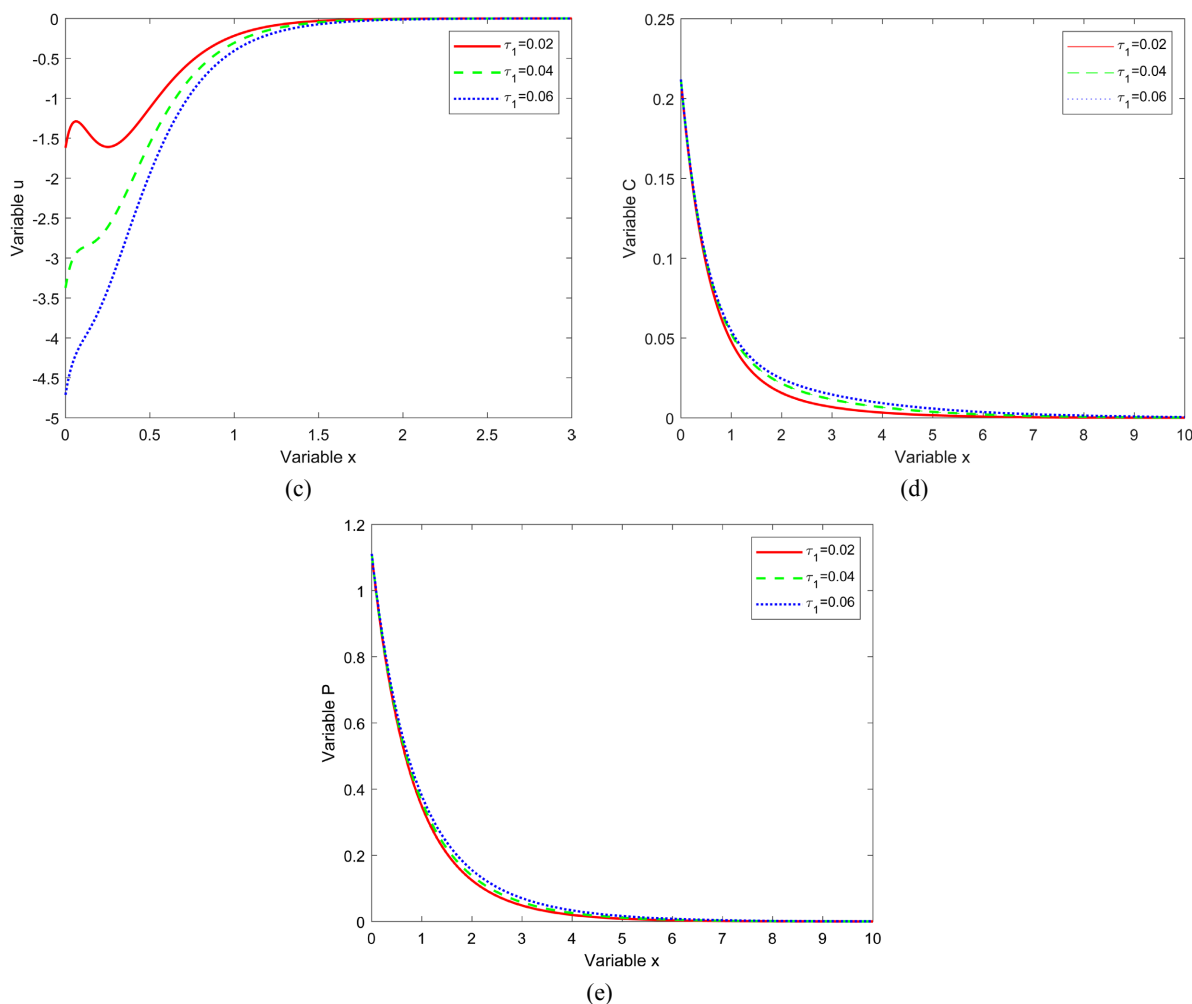 Variable u
0
-0.5
-1
-1.5
-2
-2.5
-3
-3.5
-4
-4.5
-5
0 0.5 1 1.5 2 2.5 3
Variable x
τ1=0.02
τ1=0.04
τ1=0.06
(c)
Variable C
0.25
0.2
0.15
0.1
0.05
0
0 1 2 3 4 5 6 7 8 9 10
Variable x
τ1=0.02
τ1=0.04
τ1=0.06
(d)
Variable P
1.2
1
0.8
0.6
0.4
0.2
0
0 1 2 3 4 5 6 7 8 9 10
Variable x
τ1=0.02
τ1=0.04
τ1=0.06
(e)